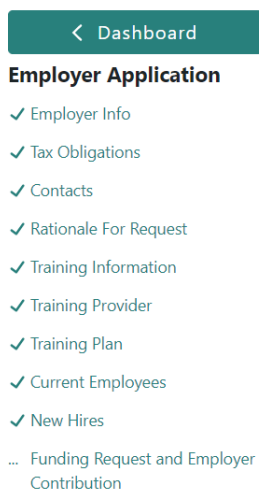 Dashboard
Employer Application
Employer Info
Tax Obligations
Contacts
Rationale For Request
Training Information
Training Provider
Training Plan
Current Employees
New Hires
... Funding Request and Employer
Contribution